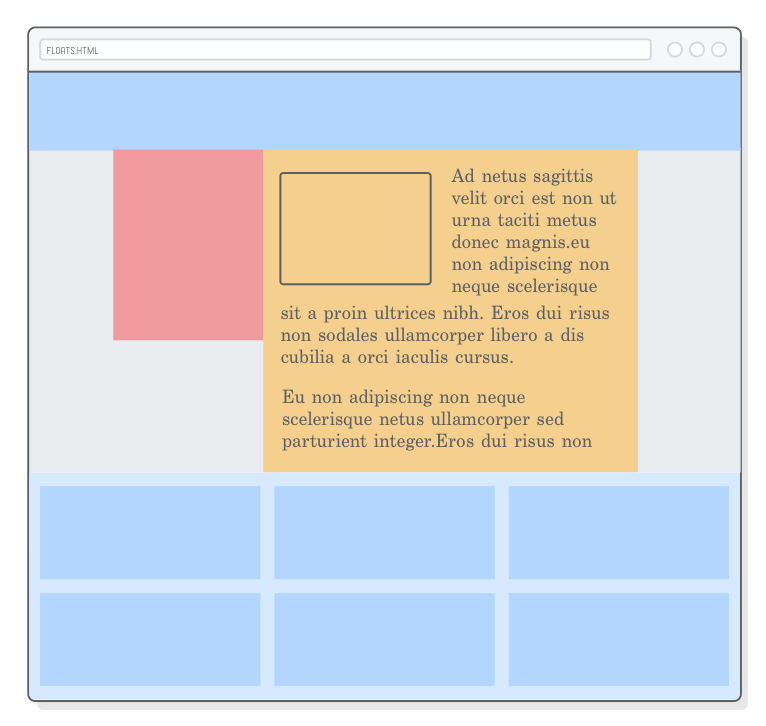 FLOATS.HTML
Ad netus sagittis
velit orci est non ut
urna taciti metus
donec magnis.eu
non adipiscing non
neque scelerisque
sit a proin ultrices nibh. Eros dui risus
non sodales ullamcorper libero a dis
cubilia a orci iaculis cursus.
Eu non adipiscing non neque
scelerisque netus ullamcorper sed
parturient integer.Eros dui risus non